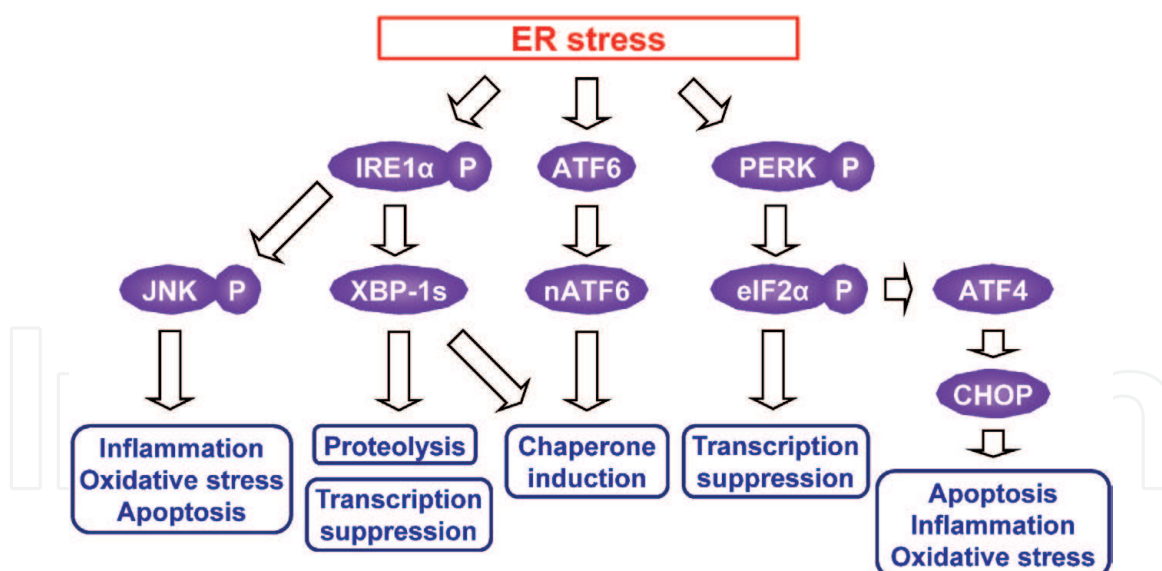 ER stress
IRE1α P
ATF6
PERK P
JNK P
XBP-1s
nATF6
eIF2α P
ATF4
CHOP
Inflammation
Oxidative stress
Apoptosis
Proteolysis
Transcription
suppression
Chaperone
induction
Transcription
suppression
Apoptosis
Inflammation
Oxidative stress